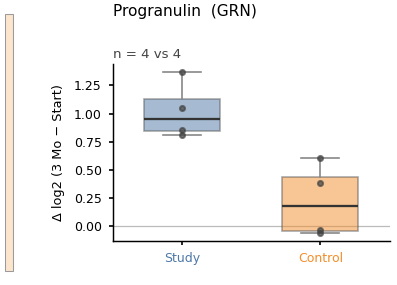 Progranulin (GRN)
n = 4 vs 4
Δ log2 (3 Mo − Start)
1.25
1.00
0.75
0.50
0.25
0.00
Study Control